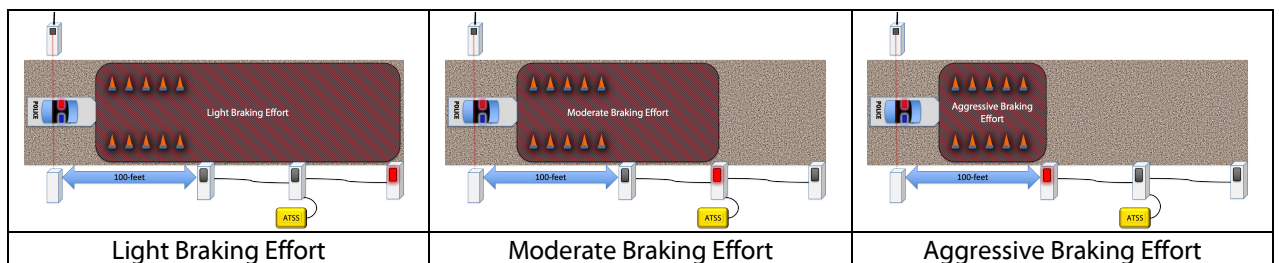 POLICE
Light Braking Effort
100-feet
ATSS
Light Braking Effort
POLICE
Moderate Braking Effort
100-feet
ATSS
Moderate Braking Effort
POLICE
Aggressive Braking
Effort
100-feet
ATSS
Aggressive Braking Effort